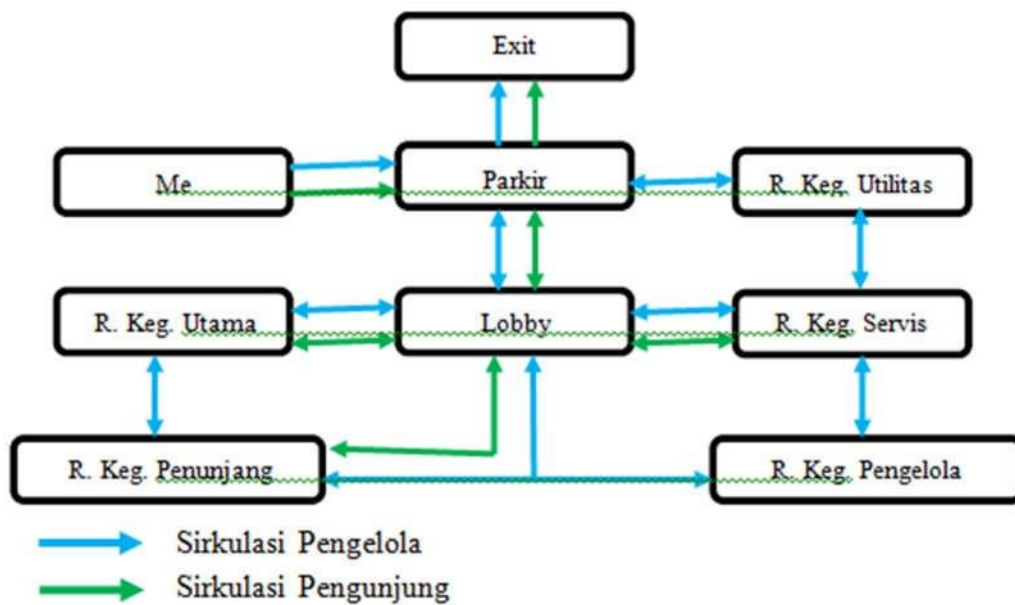 Exit
Me
Parkir
R. Keg. Utilitas
R. Keg. Utama
Lobby
R. Keg. Servis
R. Keg. Penunjang
R. Keg. Pengelola
Sirkulasi Pengelola
Sirkulasi Pengunjung